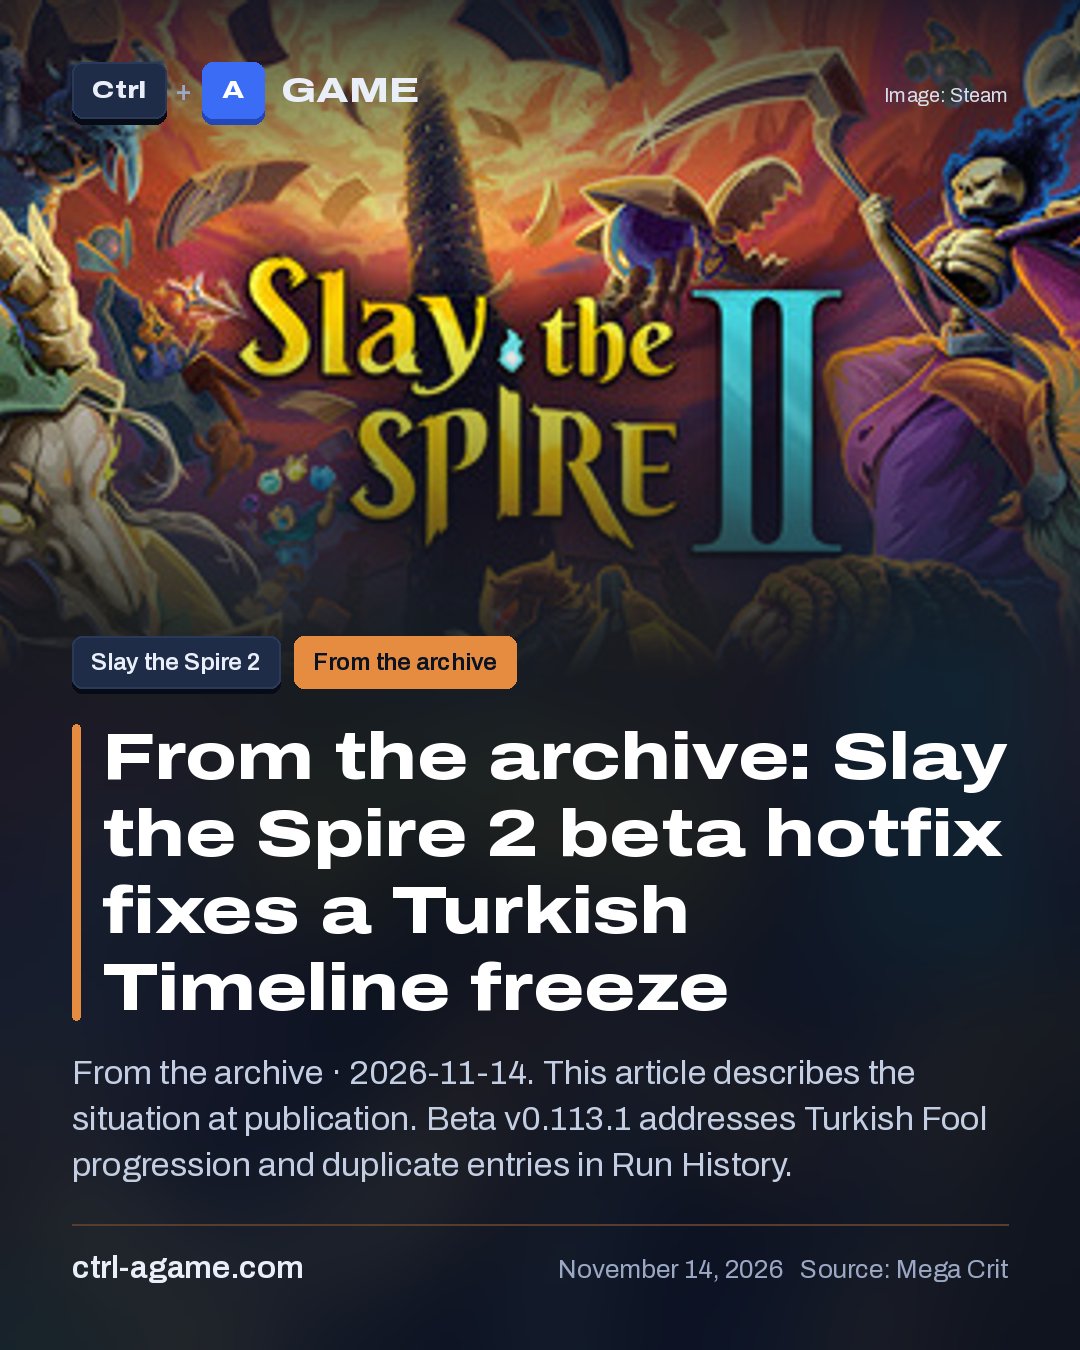 Ctrl + A GAME
Image: Steam
Slay the
SPIRE II
Slay the Spire 2
From the archive
From the archive: Slay
the Spire 2 beta hotfix
fixes a Turkish
Timeline freeze
From the archive · 2026-11-14. This article describes the
situation at publication. Beta v0.113.1 addresses Turkish Fool
progression and duplicate entries in Run History.
ctrl-agame.com
November 14, 2026 Source: Mega Crit